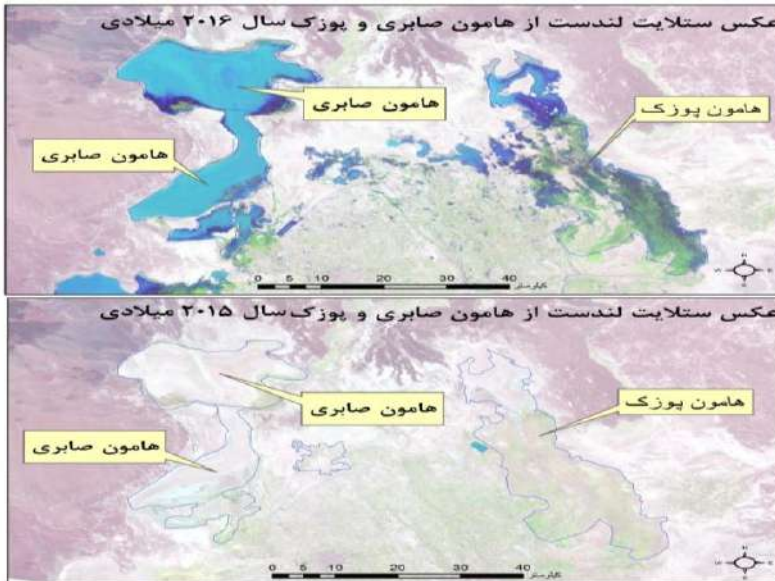 عکس ستلایت لندست از هامون صابری و پوزک سال ۲۰۱۶ میلادی
هامون صابری
هامون پوزک
هامون صابری
0 5 10 20 30 40
کیلومتر
N
W E
S
عکس ستلایت لندست از هامون صابری و پوزک سال ۲۰۱۵ میلادی
هامون صابری
هامون پوزک
هامون صابری
0 5 10 20 30 40
کیلومتر
N
W E
S